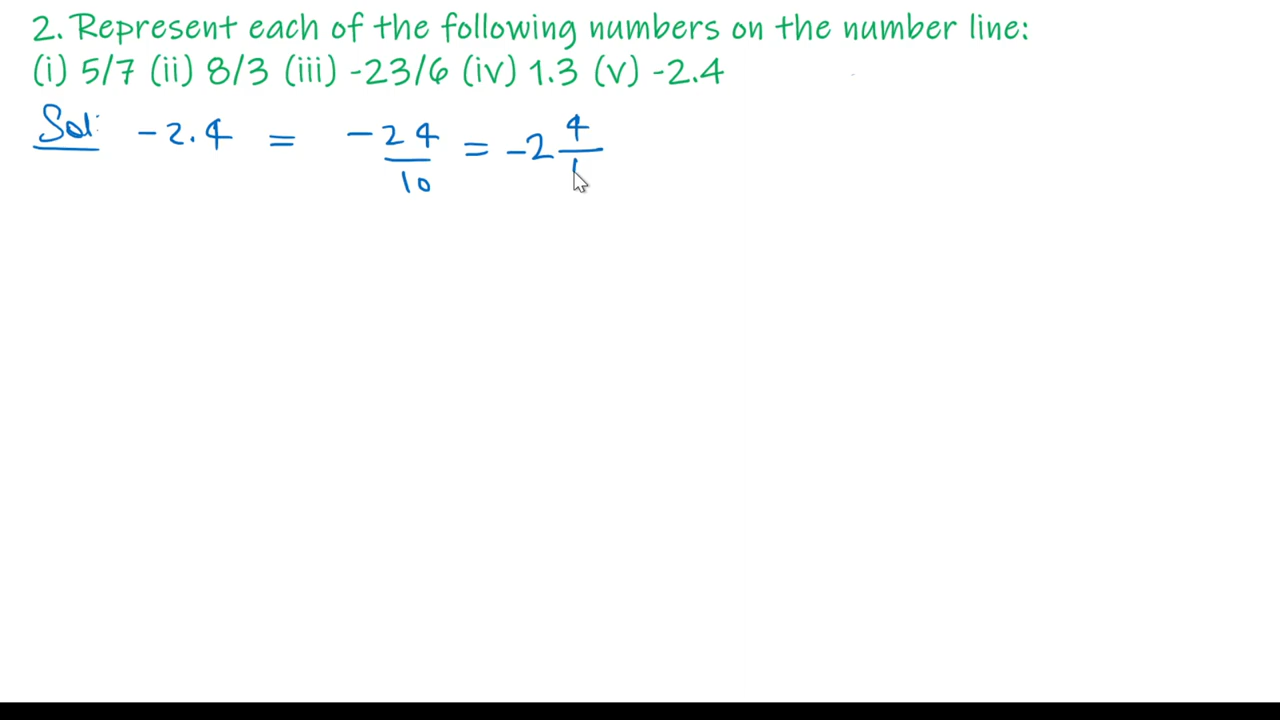 2. Represent each of the following numbers on the number line:
(i) 5/7 (ii) 8/3 (iii) -23/6 (iv) 1.3 (v) -2.4
Sol: -2.4 = -24/10 = -2 4/1